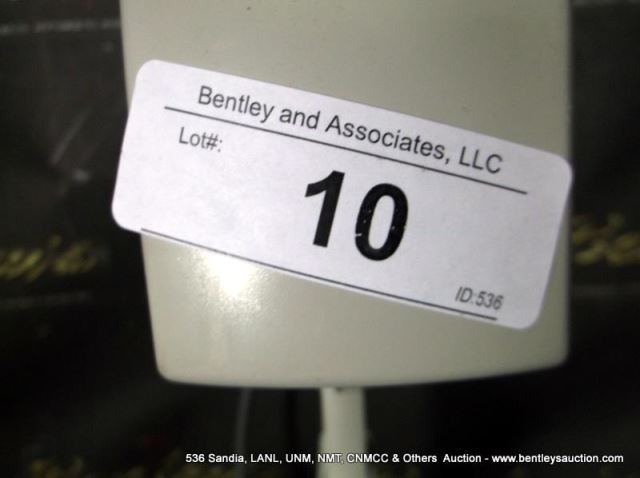 Bentley and Associates, LLC
Lot#:
10
ID:536
536 Sandia, LANL, UNM, NMT, CNMCC & Others Auction - www.bentleysauction.com